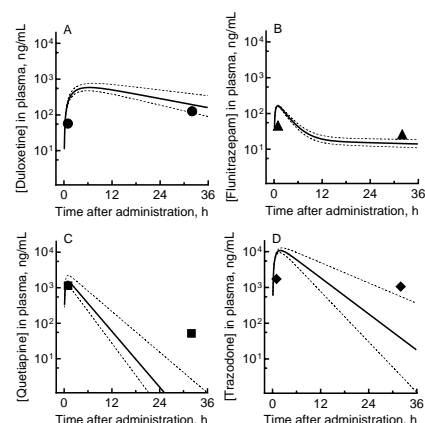 A
B
[Duloxetine] in plasma, ng/mL
10⁴
10³
10²
10¹
0 12 24 36
Time after administration, h
[Flunitrazepam] in plasma, ng/mL
10⁴
10³
10²
10¹
0 12 24 36
Time after administration, h
C
D
[Quetiapine] in plasma, ng/mL
10⁴
10³
10²
10¹
0 12 24 36
Time after administration, h
[Trazodone] in plasma, ng/mL
10⁴
10³
10²
10¹
0 12 24 36
Time after administration, h